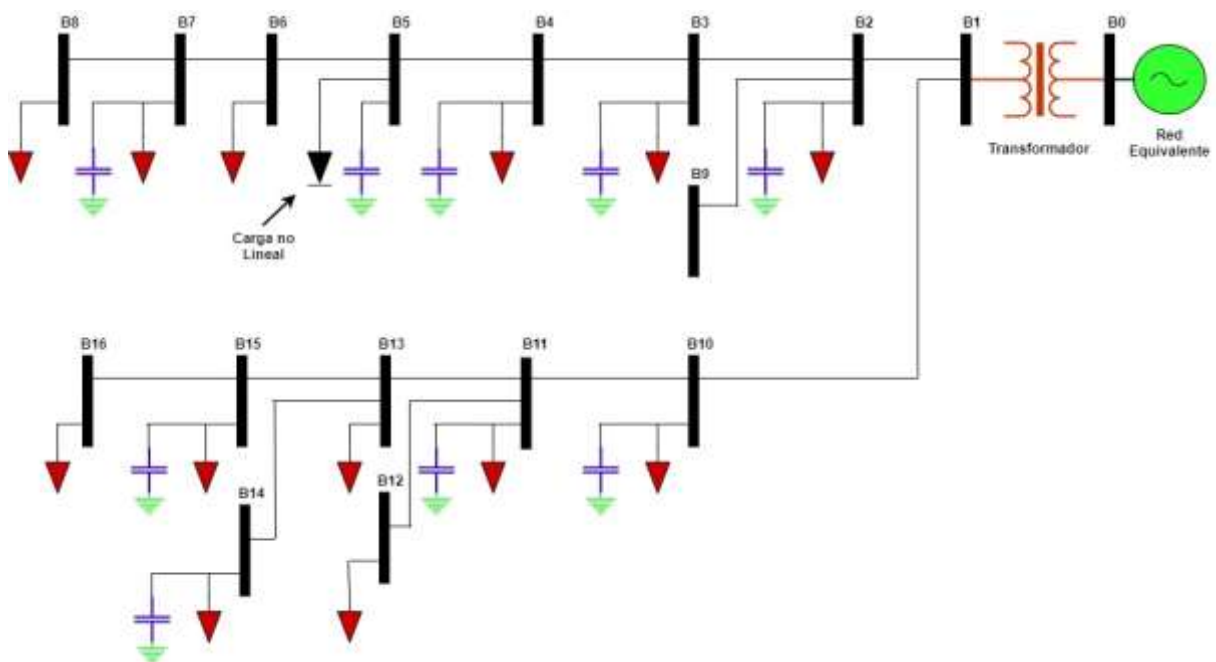 B8
B7
B6
B5
B4
B3
B2
B1
B0
Transformador
Red
Equivalente
B9
Carga no
Lineal
B16
B15
B13
B11
B10
B14
B12